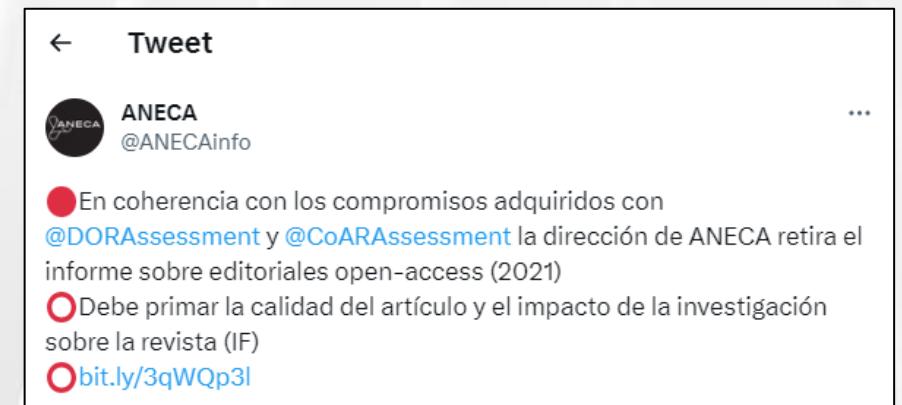 ← Tweet
ANECA
ANECA
@ANECAinfo
...
🔴En coherencia con los compromisos adquiridos con
@DORAssessment y @CoARAssessment la dirección de ANECA retira el
informe sobre editoriales open-access (2021)
⭕Debe primar la calidad del artículo y el impacto de la investigación
sobre la revista (IF)
⭕bit.ly/3qWQp3l